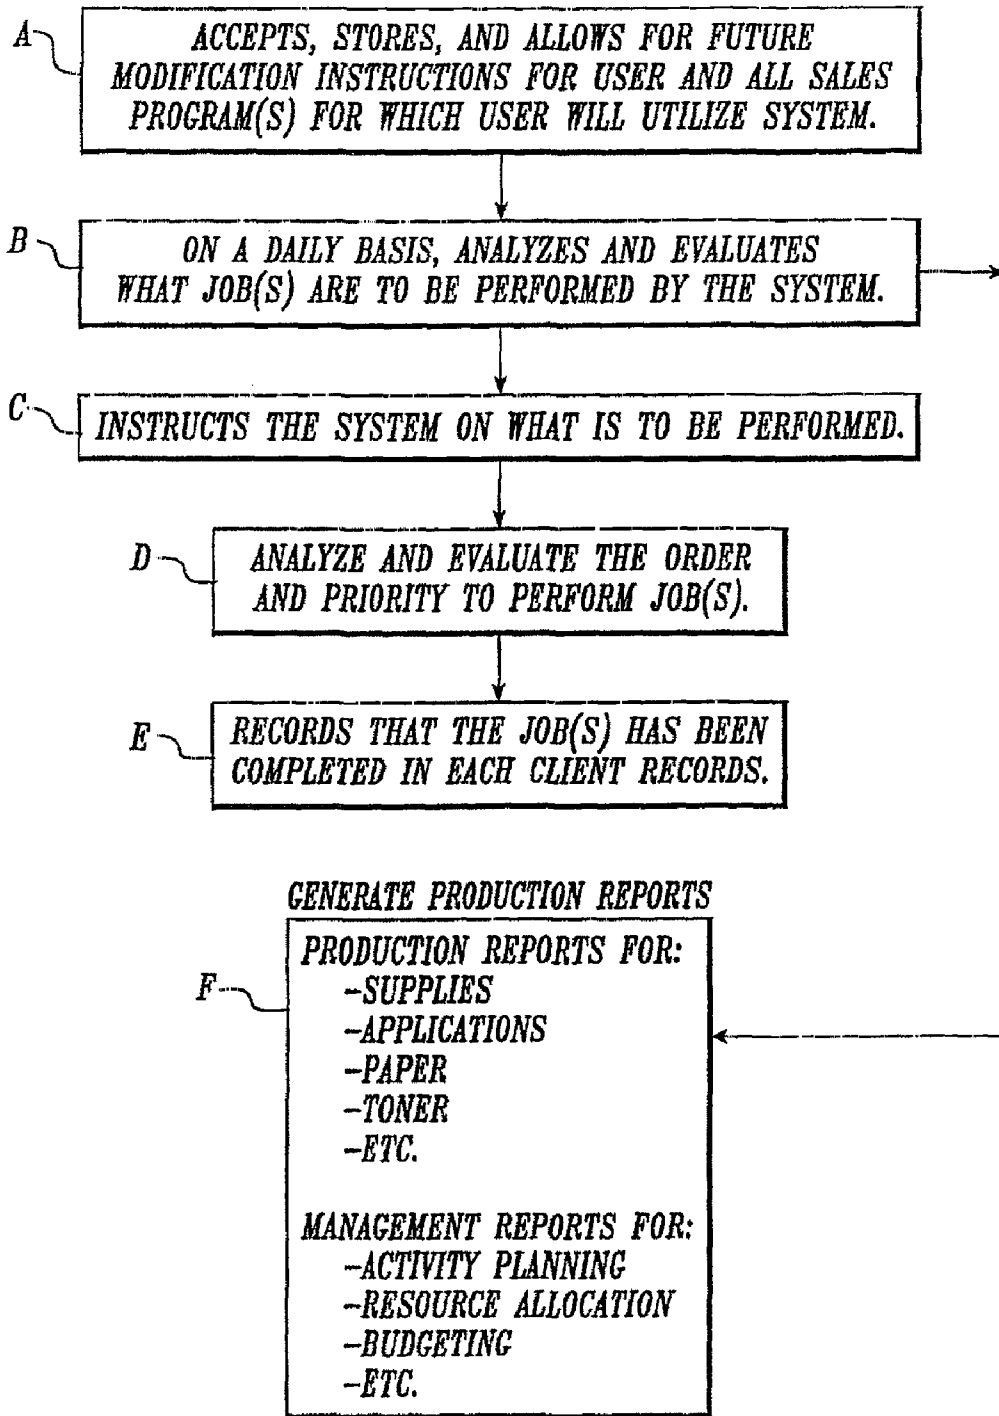 A
ACCEPTS, STORES, AND ALLOWS FOR FUTURE
MODIFICATION INSTRUCTIONS FOR USER AND ALL SALES
PROGRAM(S) FOR WHICH USER WILL UTILIZE SYSTEM.
B
ON A DAILY BASIS, ANALYZES AND EVALUATES
WHAT JOB(S) ARE TO BE PERFORMED BY THE SYSTEM.
C
INSTRUCTS THE SYSTEM ON WHAT IS TO BE PERFORMED.
D
ANALYZE AND EVALUATE THE ORDER
AND PRIORITY TO PERFORM JOB(S).
E
RECORDS THAT THE JOB(S) HAS BEEN
COMPLETED IN EACH CLIENT RECORDS.
GENERATE PRODUCTION REPORTS
F
PRODUCTION REPORTS FOR:
-SUPPLIES
-APPLICATIONS
-PAPER
-TONER
-ETC.
MANAGEMENT REPORTS FOR:
-ACTIVITY PLANNING
-RESOURCE ALLOCATION
-BUDGETING
-ETC.